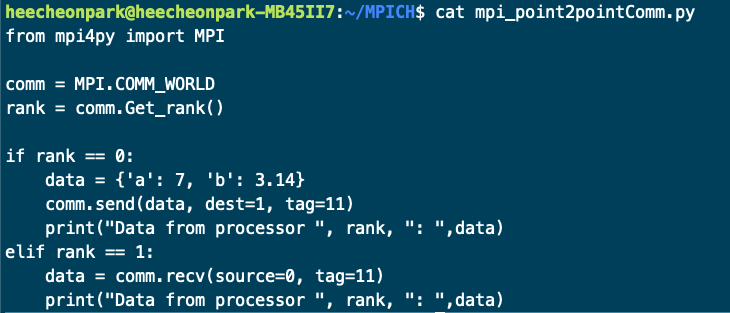 heecheonpark@heecheonpark-MB45II7:~/MPICH$ cat mpi_point2pointComm.py
from mpi4py import MPI

comm = MPI.COMM_WORLD
rank = comm.Get_rank()

if rank == 0:
    data = {'a': 7, 'b': 3.14}
    comm.send(data, dest=1, tag=11)
    print("Data from processor ", rank, ": ",data)
elif rank == 1:
    data = comm.recv(source=0, tag=11)
    print("Data from processor ", rank, ": ",data)